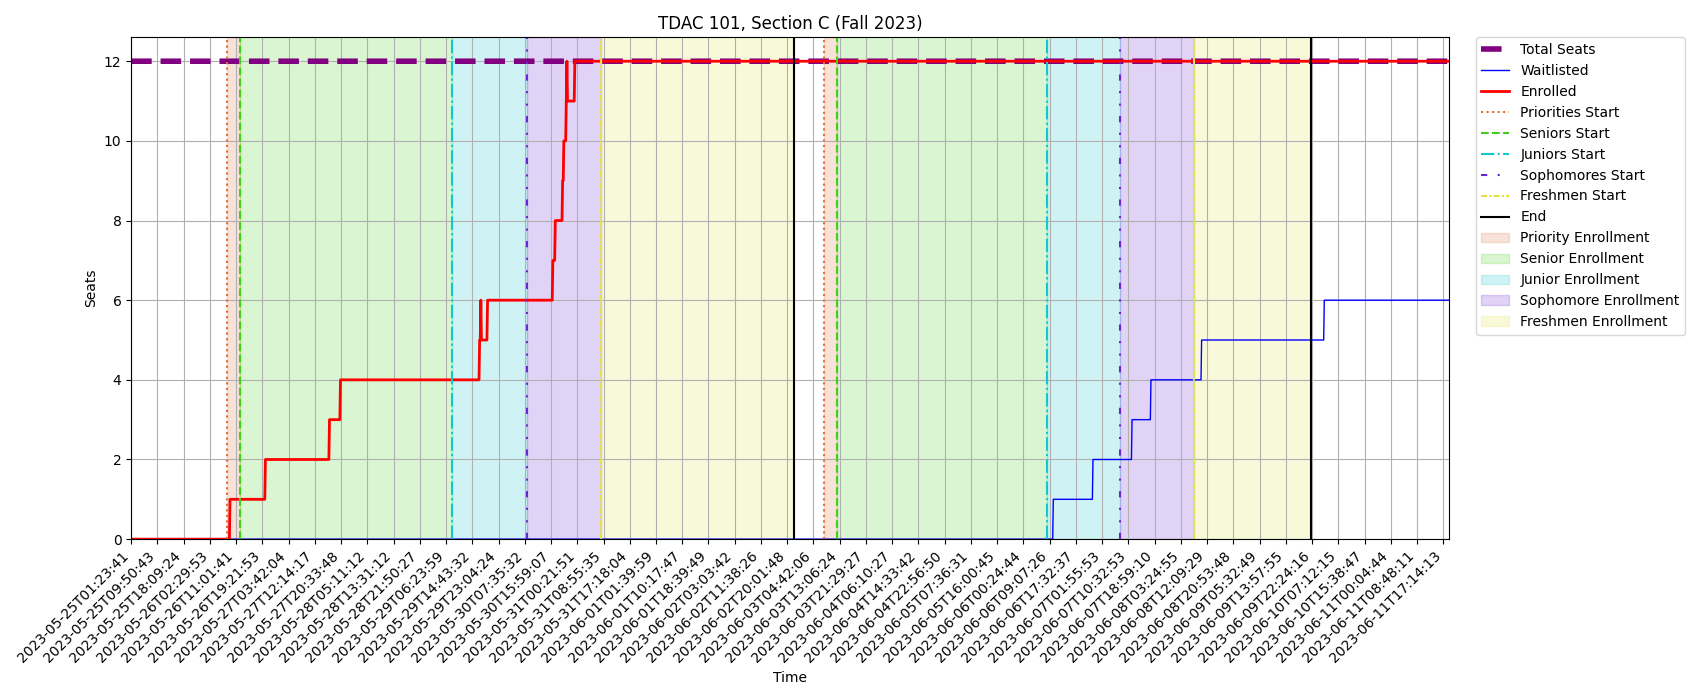 TDAC 101, Section C (Fall 2023)
12
10
8
6
4
2
0
Seats
2023-05-25T01:23:41
2023-05-25T09:50:43
2023-05-25T18:09:24
2023-05-26T02:29:53
2023-05-26T11:01:41
2023-05-26T19:21:53
2023-05-27T03:42:04
2023-05-27T12:14:17
2023-05-27T20:33:48
2023-05-28T05:11:12
2023-05-28T13:31:12
2023-05-28T21:50:27
2023-05-29T06:23:59
2023-05-29T14:43:32
2023-05-29T23:04:24
2023-05-30T07:35:32
2023-05-30T15:59:07
2023-05-31T00:21:51
2023-05-31T08:55:35
2023-05-31T17:18:04
2023-06-01T01:39:59
2023-06-01T10:17:47
2023-06-01T18:39:49
2023-06-02T03:03:42
2023-06-02T11:38:26
2023-06-02T20:01:48
2023-06-03T04:42:06
2023-06-03T13:06:24
2023-06-03T21:29:27
2023-06-04T06:10:27
2023-06-04T14:33:42
2023-06-04T22:56:50
2023-06-05T07:36:31
2023-06-05T16:00:45
2023-06-06T00:24:44
2023-06-06T09:07:26
2023-06-06T17:32:37
2023-06-07T01:55:53
2023-06-07T10:32:53
2023-06-07T18:59:10
2023-06-08T03:24:55
2023-06-08T12:09:29
2023-06-08T20:53:48
2023-06-09T05:32:49
2023-06-09T13:57:55
2023-06-09T22:24:16
2023-06-10T07:12:15
2023-06-10T15:38:47
2023-06-11T00:04:44
2023-06-11T08:48:11
2023-06-11T17:14:13
Time
Total Seats
Waitlisted
Enrolled
Priorities Start
Seniors Start
Juniors Start
Sophomores Start
Freshmen Start
End
Priority Enrollment
Senior Enrollment
Junior Enrollment
Sophomore Enrollment
Freshmen Enrollment